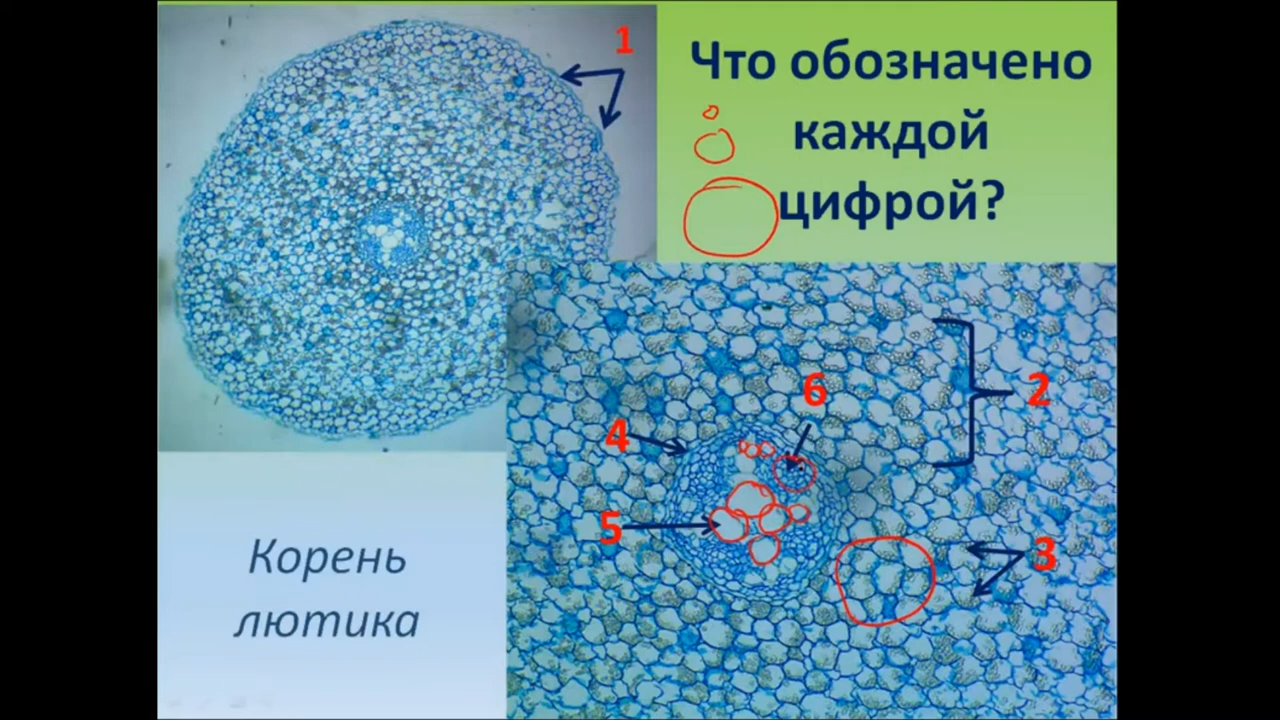 1
Что обозначено
каждой
цифрой?
6
2
4
5
3
Корень
лютика